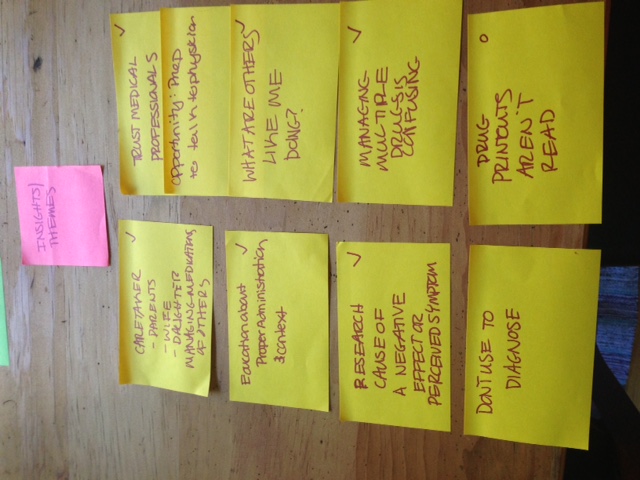 INSIGHTS/
THEMES
CARETAKER ✓
- PARENTS
- WIFE
- DAUGHTER
MANAGING MEDICATIONS
OF OTHERS
TRUST MEDICAL ✓
PROFESSIONALS
Opportunity: Prep
to talk to physician
Education about ✓
Proper Administration
& context
WHAT ARE OTHERS ✓
LIKE ME
DOING?
RESEARCH ✓
CAUSE OF
A NEGATIVE
EFFECT OR
PERCEIVED SYMPTOM
MANAGING ✓
MULTIPLE
DRUGS IS
CONFUSING
DON'T USE TO
DIAGNOSE
DRUG o
PRINTOUTS
AREN'T
READ